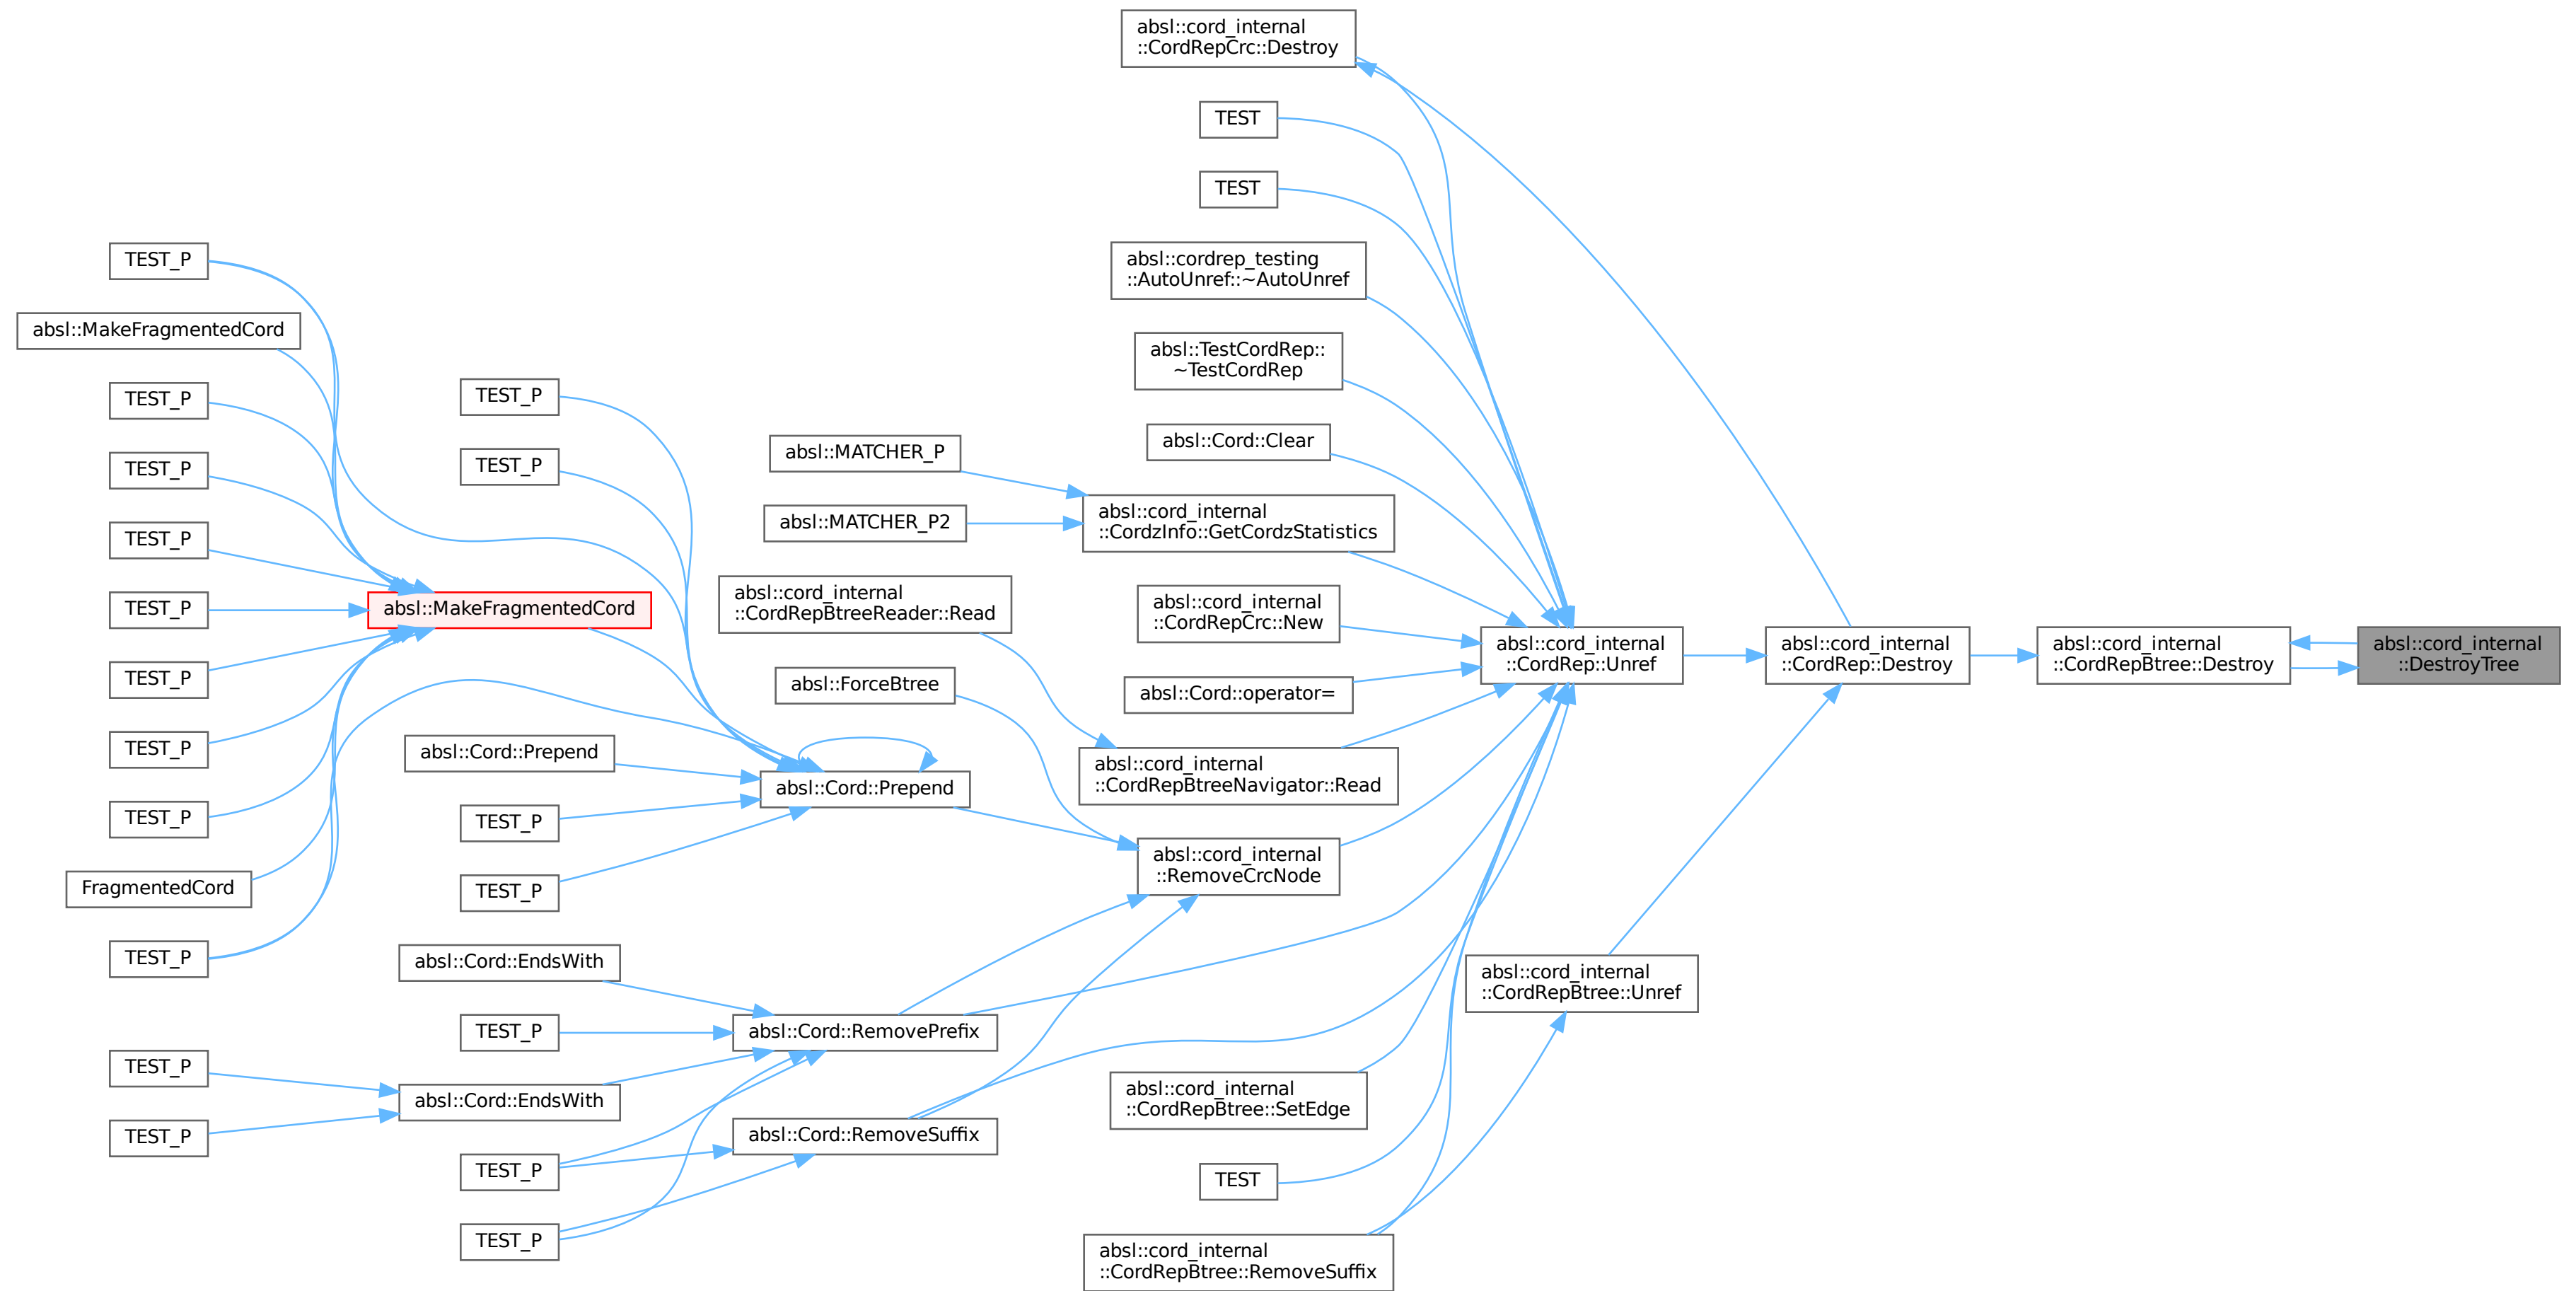 absl::cord_internal
::CordRepCrc::Destroy
TEST
TEST
absl::cordrep_testing
::AutoUnref::~AutoUnref
absl::TestCordRep::
~TestCordRep
absl::Cord::Clear
absl::cord_internal
::CordzInfo::GetCordzStatistics
absl::cord_internal
::CordRepCrc::New
absl::Cord::operator=
absl::cord_internal
::CordRepBtreeNavigator::Read
absl::cord_internal
::RemoveCrcNode
absl::cord_internal
::CordRepBtree::SetEdge
TEST
absl::cord_internal
::CordRepBtree::RemoveSuffix
TEST_P
absl::MakeFragmentedCord
TEST_P
TEST_P
TEST_P
TEST_P
TEST_P
TEST_P
TEST_P
FragmentedCord
TEST_P
TEST_P
TEST_P
absl::MakeFragmentedCord
TEST_P
TEST_P
absl::Cord::Prepend
TEST_P
TEST_P
absl::Cord::EndsWith
TEST_P
absl::Cord::EndsWith
TEST_P
TEST_P
absl::MATCHER_P
absl::MATCHER_P2
absl::cord_internal
::CordRepBtreeReader::Read
absl::ForceBtree
absl::Cord::Prepend
absl::Cord::RemovePrefix
absl::Cord::RemoveSuffix
absl::cord_internal
::CordRep::Unref
absl::cord_internal
::CordRepBtree::Unref
absl::cord_internal
::CordRep::Destroy
absl::cord_internal
::CordRepBtree::Destroy
absl::cord_internal
::DestroyTree